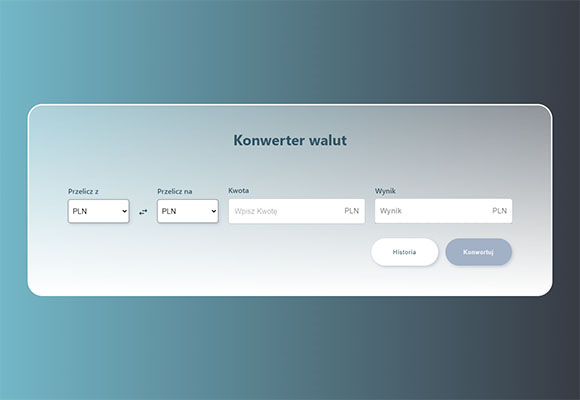 Konwerter walut
Przelicz z
Przelicz na
Kwota
Wynik
PLN
PLN
Wpisz Kwotę PLN
Wynik PLN
Historia
Konwertuj